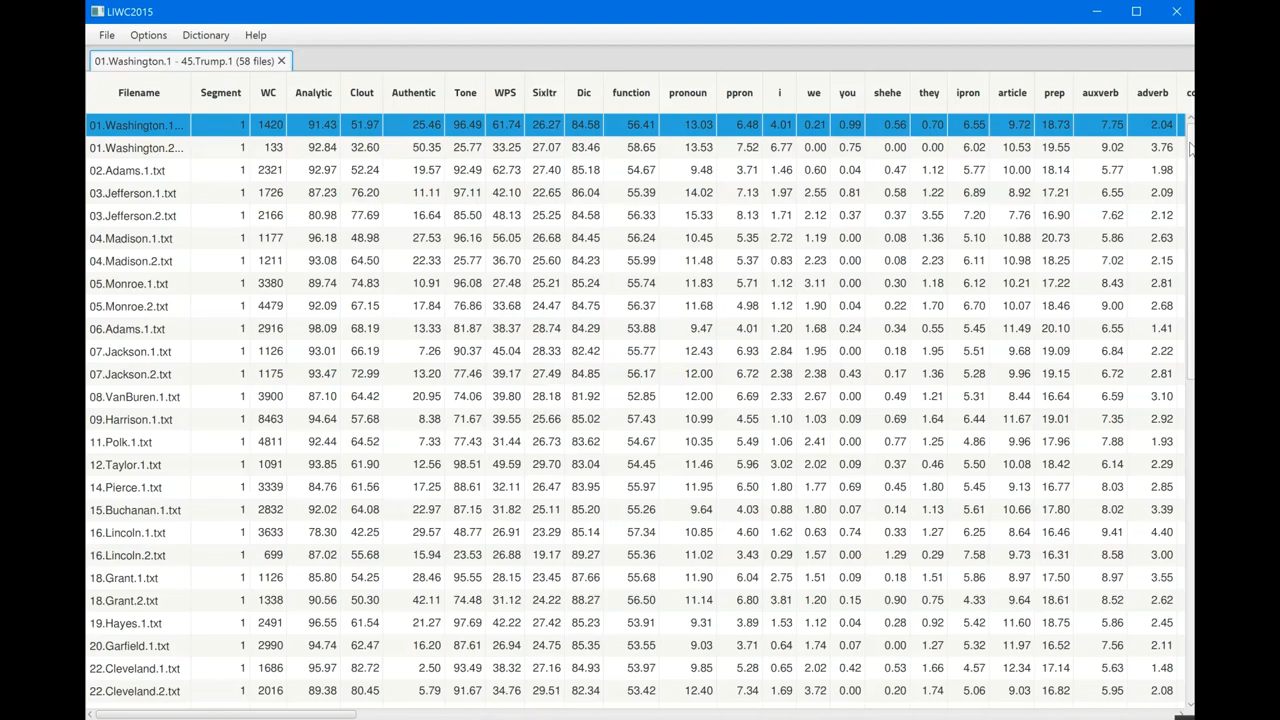 LIWC2015
File Options Dictionary Help
01.Washington.1 - 45.Trump.1 (58 files) ✕
Filename Segment WC Analytic Clout Authentic Tone WPS Sixltr Dic function pronoun ppron i we you shehe they ipron article prep auxverb adverb
01.Washington.1... 1 1420 91.43 51.97 25.46 96.49 61.74 26.27 84.58 56.41 13.03 6.48 4.01 0.21 0.99 0.56 0.70 6.55 9.72 18.73 7.75 2.04
01.Washington.2... 1 133 92.84 32.60 50.35 25.77 33.25 27.07 83.46 58.65 13.53 7.52 6.77 0.00 0.75 0.00 0.00 6.02 10.53 19.55 9.02 3.76
02.Adams.1.txt 1 2321 92.97 52.24 19.57 92.49 62.73 27.40 85.18 54.67 9.48 3.71 1.46 0.60 0.04 0.47 1.12 5.77 10.00 18.14 5.77 1.98
03.Jefferson.1.txt 1 1726 87.23 76.20 11.11 97.11 42.10 22.65 86.04 55.39 14.02 7.13 1.97 2.55 0.81 0.58 1.22 6.89 8.92 17.21 6.55 2.09
03.Jefferson.2.txt 1 2166 80.98 77.69 16.64 85.50 48.13 25.25 84.58 56.33 15.33 8.13 1.71 2.12 0.37 0.37 3.55 7.20 7.76 16.90 7.62 2.12
04.Madison.1.txt 1 1177 96.18 48.98 27.53 96.16 56.05 26.68 84.45 56.24 10.45 5.35 2.72 1.19 0.00 0.08 1.36 5.10 10.88 20.73 5.86 2.63
04.Madison.2.txt 1 1211 93.08 64.50 22.33 25.77 36.70 25.60 84.23 55.99 11.48 5.37 0.83 2.23 0.00 0.08 2.23 6.11 10.98 18.25 7.02 2.15
05.Monroe.1.txt 1 3380 89.74 74.83 10.91 96.08 27.48 25.21 85.24 55.74 11.83 5.71 1.12 3.11 0.00 0.30 1.18 6.12 10.21 17.22 8.43 2.81
05.Monroe.2.txt 1 4479 92.09 67.15 17.84 76.86 33.68 24.47 84.75 56.37 11.68 4.98 1.12 1.90 0.04 0.22 1.70 6.70 10.07 18.46 9.00 2.68
06.Adams.1.txt 1 2916 98.09 68.19 13.33 81.87 38.37 28.74 84.29 53.88 9.47 4.01 1.20 1.68 0.24 0.34 0.55 5.45 11.49 20.10 6.55 1.41
07.Jackson.1.txt 1 1126 93.01 66.19 7.26 90.37 45.04 28.33 82.42 55.77 12.43 6.93 2.84 1.95 0.00 0.18 1.95 5.51 9.68 19.09 6.84 2.22
07.Jackson.2.txt 1 1175 93.47 72.99 13.20 77.46 39.17 27.49 84.85 56.17 12.00 6.72 2.38 2.38 0.43 0.17 1.36 5.28 9.96 19.15 6.72 2.81
08.VanBuren.1.txt 1 3900 87.10 64.42 20.95 74.06 39.80 28.18 81.92 52.85 12.00 6.69 2.33 2.67 0.00 0.49 1.21 5.31 8.44 16.64 6.59 3.10
09.Harrison.1.txt 1 8463 94.64 57.68 8.38 71.67 39.55 25.66 85.02 57.43 10.99 4.55 1.10 1.03 0.09 0.69 1.64 6.44 11.67 19.01 7.35 2.92
11.Polk.1.txt 1 4811 92.44 64.52 7.33 77.43 31.44 26.73 83.62 54.67 10.35 5.49 1.06 2.41 0.00 0.77 1.25 4.86 9.96 17.96 7.88 1.93
12.Taylor.1.txt 1 1091 93.85 61.90 12.56 98.51 49.59 29.70 83.04 54.45 11.46 5.96 3.02 2.02 0.09 0.37 0.46 5.50 10.08 18.42 6.14 2.29
14.Pierce.1.txt 1 3339 84.76 61.56 17.25 88.61 32.11 26.47 83.95 55.97 11.95 6.50 1.80 1.77 0.69 0.45 1.80 5.45 9.13 16.77 8.03 2.85
15.Buchanan.1.txt 1 2832 92.02 64.08 22.97 87.15 31.82 25.11 85.20 55.26 9.64 4.03 0.88 1.80 0.07 0.14 1.13 5.61 10.66 17.80 8.02 3.39
16.Lincoln.1.txt 1 3633 78.30 42.25 29.57 48.77 26.91 23.29 85.14 57.34 10.85 4.60 1.62 0.63 0.74 0.33 1.27 6.25 8.64 16.46 9.41 4.40
16.Lincoln.2.txt 1 699 87.02 55.68 15.94 23.53 26.88 19.17 89.27 55.36 11.02 3.43 0.29 1.57 0.00 1.29 0.29 7.58 9.73 16.31 8.58 3.00
18.Grant.1.txt 1 1126 85.80 54.25 28.46 95.55 28.15 23.45 87.66 55.68 11.90 6.04 2.75 1.51 0.09 0.18 1.51 5.86 8.97 17.50 8.97 3.55
18.Grant.2.txt 1 1338 90.56 50.30 42.11 74.48 31.12 24.22 88.27 56.50 11.14 6.80 3.81 1.20 0.15 0.90 0.75 4.33 9.64 18.61 8.52 2.62
19.Hayes.1.txt 1 2491 96.55 61.54 21.27 97.69 42.22 27.42 85.23 53.91 9.31 3.89 1.53 1.12 0.04 0.28 0.92 5.42 11.60 18.75 5.86 2.45
20.Garfield.1.txt 1 2990 94.74 62.47 16.20 87.61 26.94 24.75 85.35 53.55 9.03 3.71 0.64 1.74 0.07 0.00 1.27 5.32 11.97 16.52 7.56 2.11
22.Cleveland.1.txt 1 1686 95.97 82.72 2.50 93.49 38.32 27.16 84.93 53.97 9.85 5.28 0.65 2.02 0.42 0.53 1.66 4.57 12.34 17.14 5.63 1.48
22.Cleveland.2.txt 1 2016 89.38 80.45 5.79 91.67 34.76 29.51 82.34 53.42 12.40 7.34 1.69 3.72 0.00 0.20 1.74 5.06 9.03 16.82 5.95 2.08